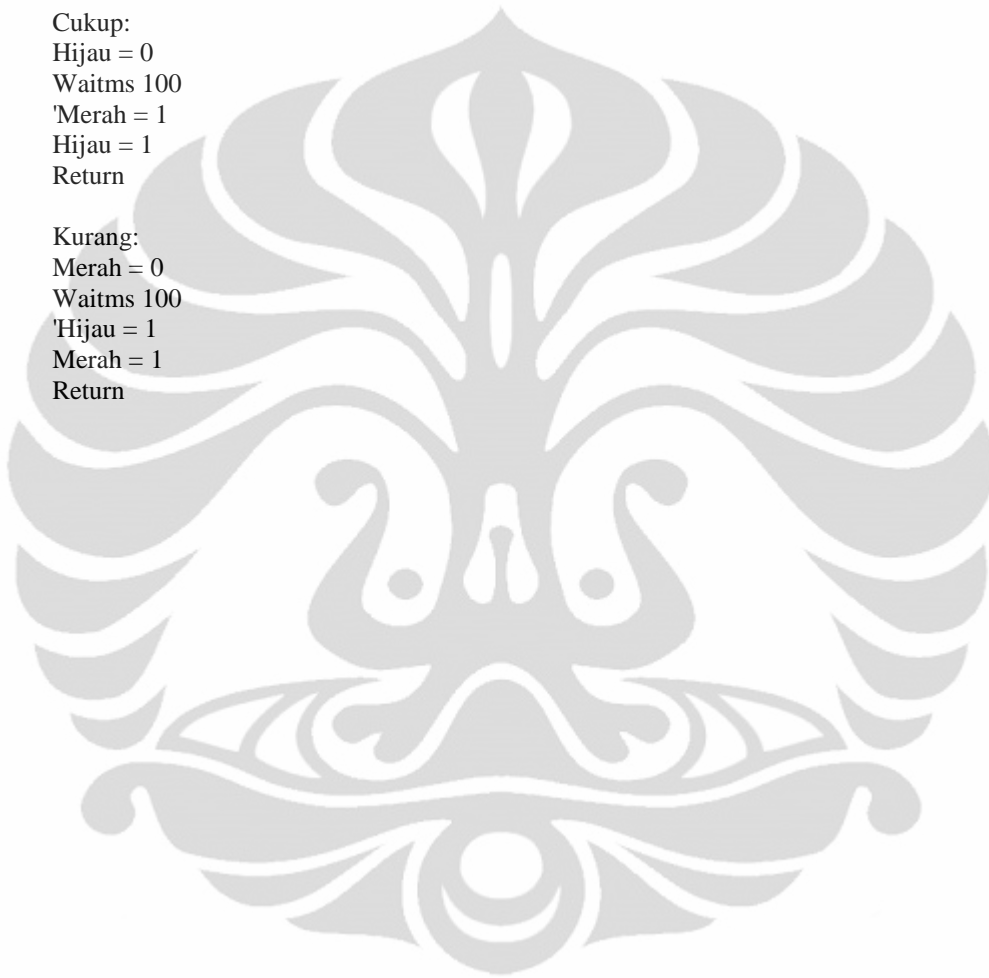 Cukup:
Hijau = 0
Waitms 100
'Merah = 1
Hijau = 1
Return
Kurang:
Merah = 0
Waitms 100
'Hijau = 1
Merah = 1
Return